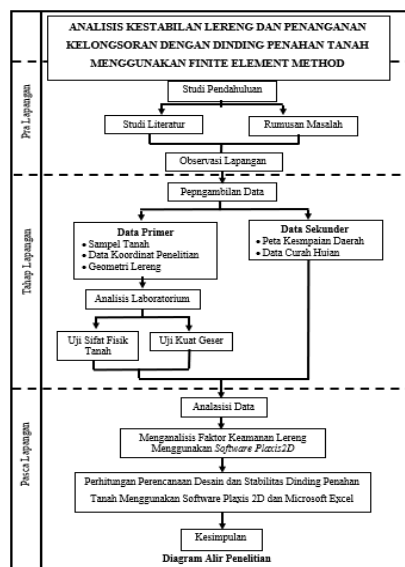 ANALISIS KESTABILAN LERENG DAN PENANGANAN
KELONGSORAN DENGAN DINDING PENAHAN TANAH
MENGGUNAKAN FINITE ELEMENT METHOD
Pra Lapangan
Studi Pendahuluan
Studi Literatur
Rumusan Masalah
Observasi Lapangan
Tahap Lapangan
Pepngambilan Data
Data Primer
• Sampel Tanah
• Data Koordinat Penelitian
• Geometri Lereng
Data Sekunder
• Peta Kesmpaian Daerah
• Data Curah Huian
Analisis Laboratorium
Uji Sifat Fisik
Tanah
Uji Kuat Geser
Pasca Lapangan
Analasisi Data
Menganalisis Faktor Keamanan Lereng
Menggunakan Software Plaxis2D
Perhitungan Perencanaan Desain dan Stabilitas Dinding Penahan
Tanah Menggunakan Software Plaxis 2D dan Microsoft Excel
Kesimpulan
Diagram Alir Penelitian